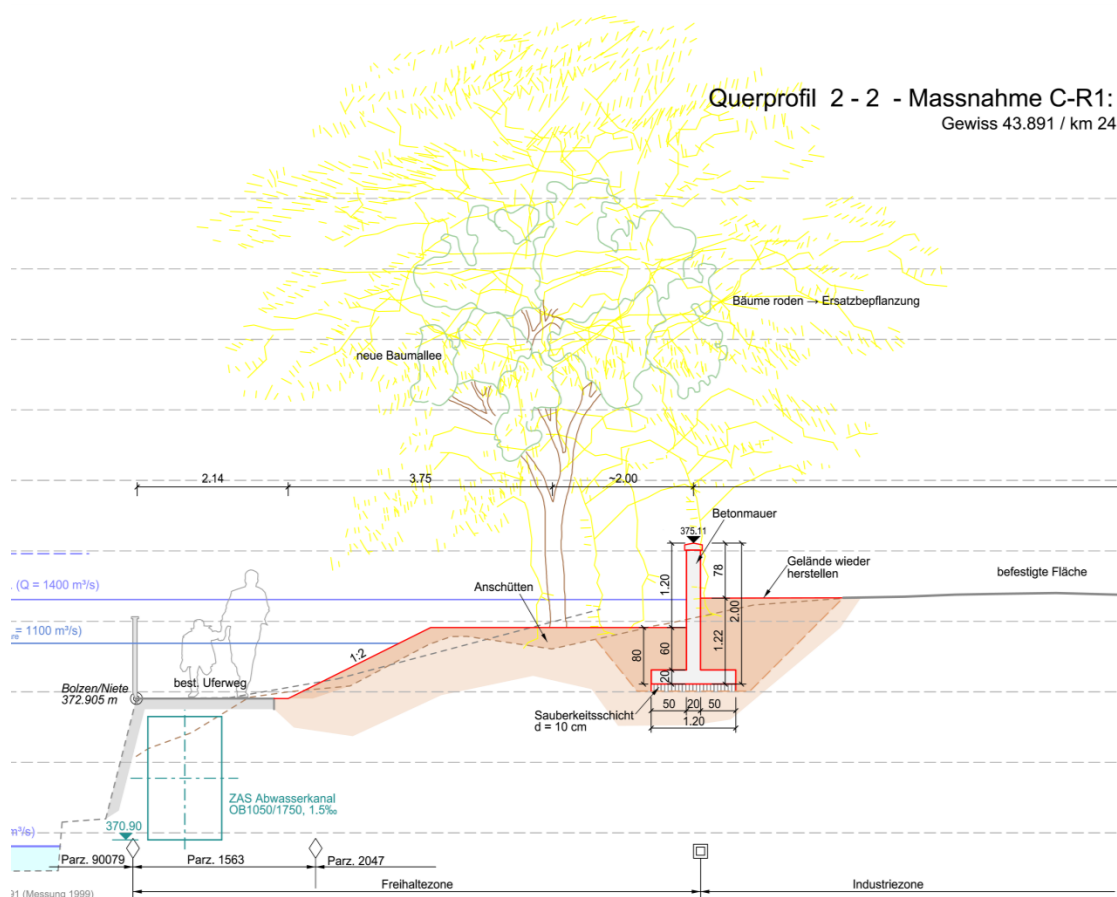 Querprofil 2 - 2 - Massnahme C-R1:
Gewiss 43.891 / km 24
Bäume roden → Ersatzbepflanzung
neue Baumallee
2.14
3.75
~2.00
Betonmauer
375.11
. (Q = 1400 m³/s)
Anschütten
1.20
78
Gelände wieder
herstellen
befestigte Fläche
2.00
= 1100 m³/s)
1:2
80
60
1.22
20
best. Uferweg
Bolzen/Niete
372.905 m
Sauberkeitsschicht
d = 10 cm
50
20
50
1.20
ZAS Abwasserkanal
OB1050/1750, 1.5‰
370.90
m³/s)
Parz. 90079
Parz. 1563
Parz. 2047
Freihaltezone
Industriezone
91 (Messung 1999)